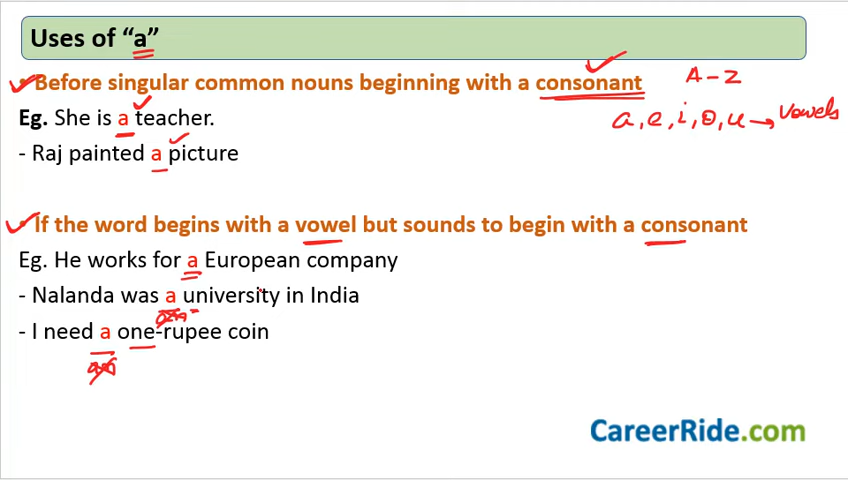 Uses of “a”
• Before singular common nouns beginning with a consonant A-Z
Eg. She is a teacher. a, e, i, o, u → Vowels
- Raj painted a picture
• If the word begins with a vowel but sounds to begin with a consonant
Eg. He works for a European company
- Nalanda was a university in India
- I need a one-rupee coin
CareerRide.com